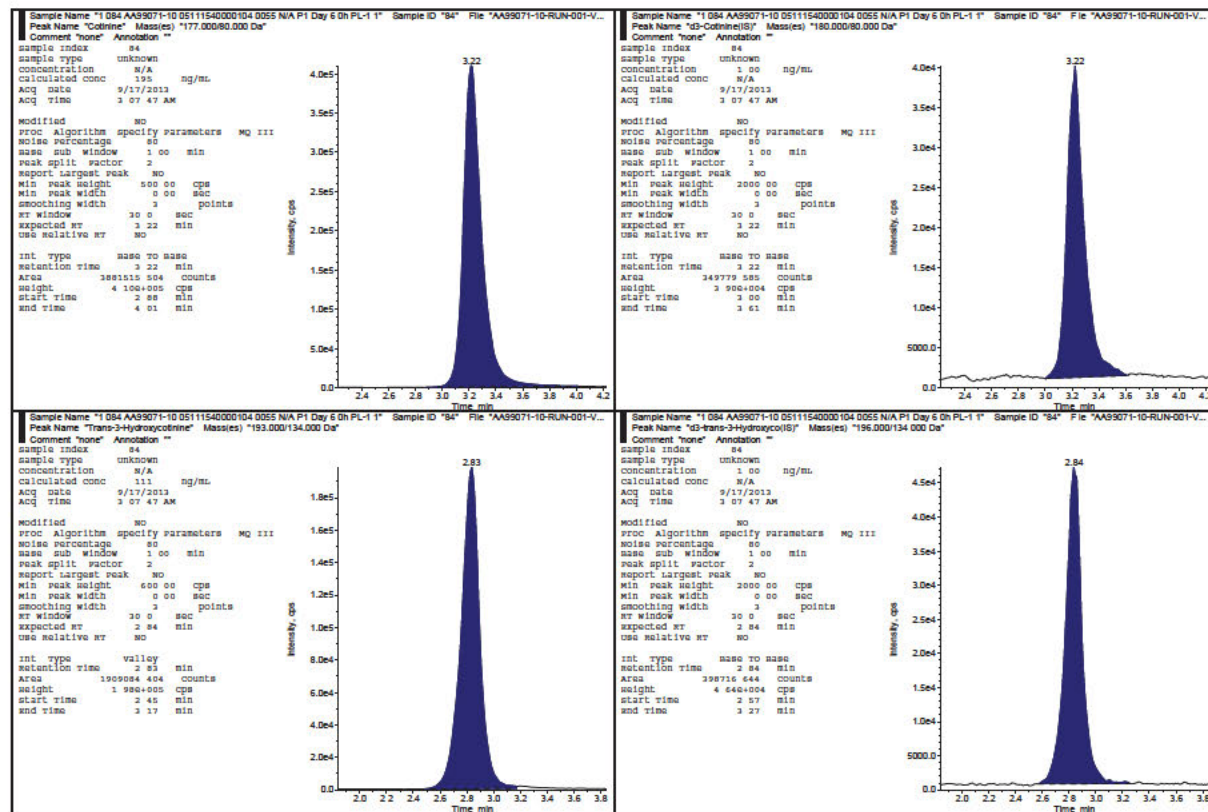 Sample Name "1 084 AA99071-10 05111540000104 0055 N/A P1 Day 6 0h PL-1 1" Sample ID "84" File "AA99071-10-RUN-001-V...
Peak Name "Cotinine" Mass(es) "177.000/80.000 Da"
Comment "none" Annotation ""
Sample Index 84
Sample Type Unknown
Concentration N/A
Calculated Conc 195 ng/mL
Acq Date 9/17/2013
Acq Time 3 07 47 AM
Modified NO
Proc Algorithm Specify Parameters MQ III
Noise Percentage 80
Base Sub Window 1 00 min
Peak Split Factor 2
Report Largest Peak NO
Min Peak Height 500 00 cps
Min Peak Width 0 00 sec
Smoothing Width 3 points
RT Window 30 0 sec
Expected RT 3 22 min
Use Relative RT NO
Int Type Base To Base
Retention Time 3 22 min
Area 3881515 504 counts
Height 4 10e+005 cps
Start Time 2 88 min
End Time 4 01 min
3.22
4.0e5
3.5e5
3.0e5
2.5e5
2.0e5
1.5e5
1.0e5
5.0e4
0.0
Intensity, cps
2.4 2.6 2.8 3.0 3 2 3.4 3.6 3.8 4.0 4.2
Time min
Sample Name "1 084 AA99071-10 05111540000104 0055 N/A P1 Day 6 0h PL-1 1" Sample ID "84" F le "AA99071-10-RUN-001-V...
Peak Name "d3-Cotinine(IS)" Mass(es) "180.000/80.000 Da"
Comment "none" Annotation ""
Sample Index 84
Sample Type Unknown
Concentration 1 00 ng/mL
Calculated Conc N/A
Acq Date 9/17/2013
Acq Time 3 07 47 AM
Modified NO
Proc Algorithm Specify Parameters MQ III
Noise Percentage 80
Base Sub Window 1 00 min
Peak Split Factor 2
Report Largest Peak NO
Min Peak Height 2000 00 cps
Min Peak Width 0 00 sec
Smoothing Width 3 points
RT Window 30 0 sec
Expected RT 3 22 min
Use Relative RT NO
Int Type Base To Base
Retention Time 3 22 min
Area 349779 585 counts
Height 3 90e+004 cps
Start Time 3 00 min
End Time 3 61 min
3.22
4.0e4
3.5e4
3.0e4
2.5e4
2.0e4
1.5e4
1.0e4
5000.0
0.0
Intensity, cps
2.4 2.6 2.8 3.0 3.2 3.4 3.6 3.8 4.0 4.2
Time min
Sample Name "1 084 AA99071-10 05111540000104 0055 N/A P1 Day 6 0h PL-1 1" Sample ID "84" File "AA99071-10-RUN-001-V...
Peak Name "Trans-3-Hydroxycotinine" Mass(es) "193.000/134.000 Da"
Comment "none" Annotation ""
Sample Index 84
Sample Type Unknown
Concentration N/A
Calculated Conc 111 ng/mL
Acq Date 9/17/2013
Acq Time 3 07 47 AM
Modified NO
Proc Algorithm Specify Parameters MQ III
Noise Percentage 80
Base Sub Window 1 00 min
Peak Split Factor 2
Report Largest Peak NO
Min Peak Height 600 00 cps
Min Peak Width 0 00 sec
Smoothing Width 3 points
RT Window 30 0 sec
Expected RT 2 84 min
Use Relative RT NO
Int Type Valley
Retention Time 2 83 min
Area 1909084 404 counts
Height 1 98e+005 cps
Start Time 2 45 min
End Time 3 17 min
2.83
1.8e5
1.6e5
1.4e5
1.2e5
1.0e5
8.0e4
6.0e4
4.0e4
2.0e4
0.0
Intensity, cps
2.0 2.2 2.4 2.6 2.8 3.0 3.2 3.4 3.6 3.8
Time min
Sample Name "1 084 AA99071-10 05111540000104 0055 N/A P1 Day 6 0h PL-1 1" Sample ID "84" F le "AA99071-10-RUN-001-V...
Peak Name "d3-trans-3-Hydroxyco(IS)" Mass(es) "196.000/134 000 Da"
Comment "none" Annotation ""
Sample Index 84
Sample Type Unknown
Concentration 1 00 ng/mL
Calculated Conc N/A
Acq Date 9/17/2013
Acq Time 3 07 47 AM
Modified NO
Proc Algorithm Specify Parameters MQ III
Noise Percentage 80
Base Sub Window 1 00 min
Peak Split Factor 2
Report Largest Peak NO
Min Peak Height 2000 00 cps
Min Peak Width 0 00 sec
Smoothing Width 3 points
RT Window 30 0 sec
Expected RT 2 84 min
Use Relative RT NO
Int Type Base To Base
Retention Time 2 84 min
Area 398716 644 counts
Height 4 64e+004 cps
Start Time 2 57 min
End Time 3 27 min
2.84
4.5e4
4.0e4
3.5e4
3.0e4
2.5e4
2.0e4
1.5e4
1.0e4
5000.0
0.0
Intensity, cps
2.0 2.2 2.4 2.6 2.8 3.0 3.2 3.4 3.6 3.8
Time min